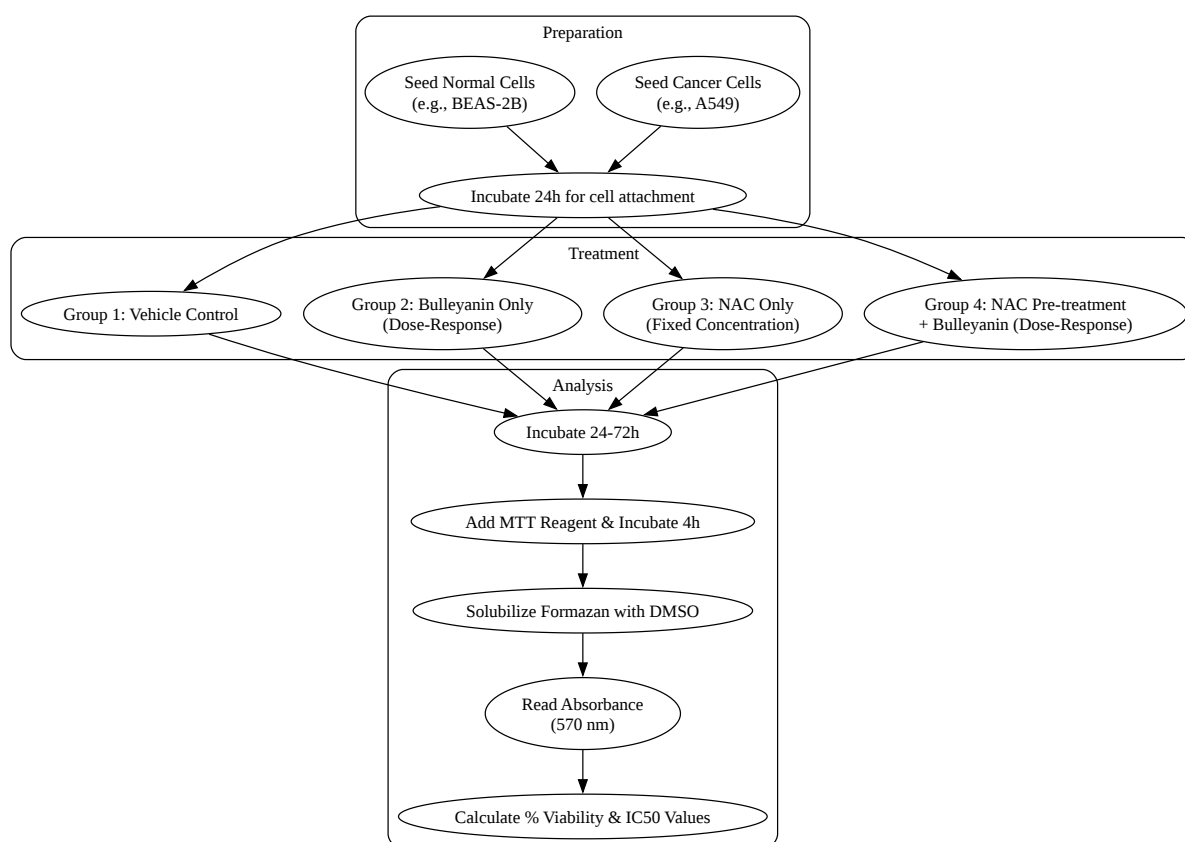 Preparation
Seed Normal Cells
(e.g., BEAS-2B)
Seed Cancer Cells
(e.g., A549)
Incubate 24h for cell attachment
Treatment
Group 1: Vehicle Control
Group 2: Bulleyanin Only
(Dose-Response)
Group 3: NAC Only
(Fixed Concentration)
Group 4: NAC Pre-treatment
+ Bulleyanin (Dose-Response)
Analysis
Incubate 24-72h
Add MTT Reagent & Incubate 4h
Solubilize Formazan with DMSO
Read Absorbance
(570 nm)
Calculate % Viability & IC50 Values